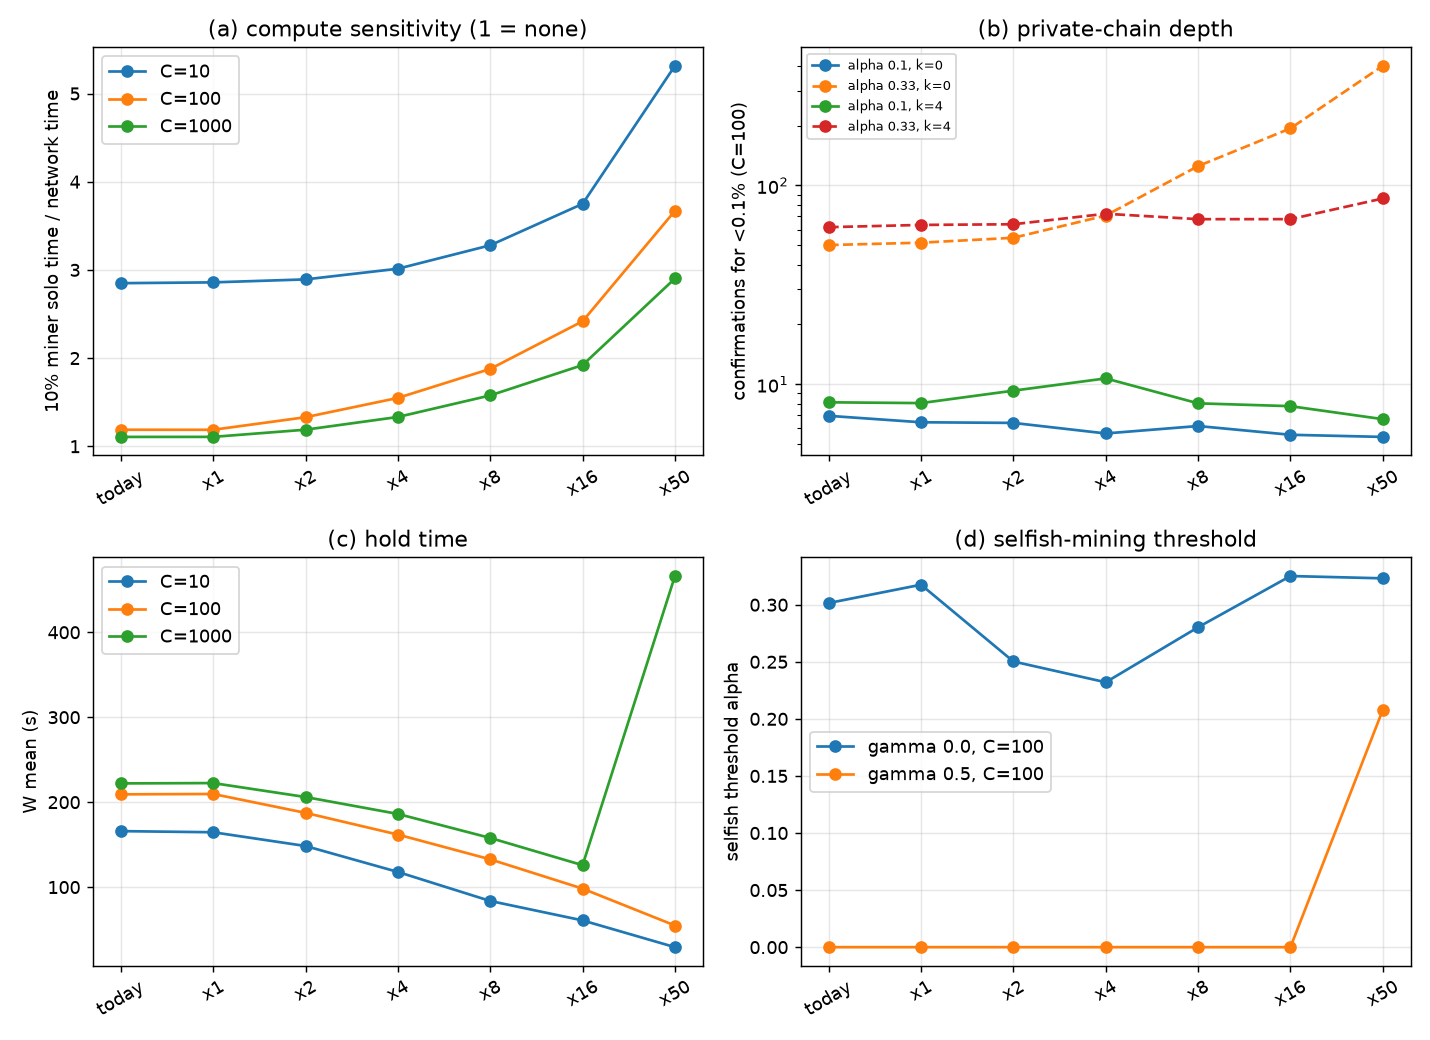 (a) compute sensitivity (1 = none)
10% miner solo time / network time
5
4
3
2
1
C=10
C=100
C=1000
today
x1
x2
x4
x8
x16
x50
(b) private-chain depth
confirmations for <0.1% (C=100)
10²
10¹
alpha 0.1, k=0
alpha 0.33, k=0
alpha 0.1, k=4
alpha 0.33, k=4
today
x1
x2
x4
x8
x16
x50
(c) hold time
W mean (s)
400
300
200
100
C=10
C=100
C=1000
today
x1
x2
x4
x8
x16
x50
(d) selfish-mining threshold
selfish threshold alpha
0.30
0.25
0.20
0.15
0.10
0.05
0.00
gamma 0.0, C=100
gamma 0.5, C=100
today
x1
x2
x4
x8
x16
x50